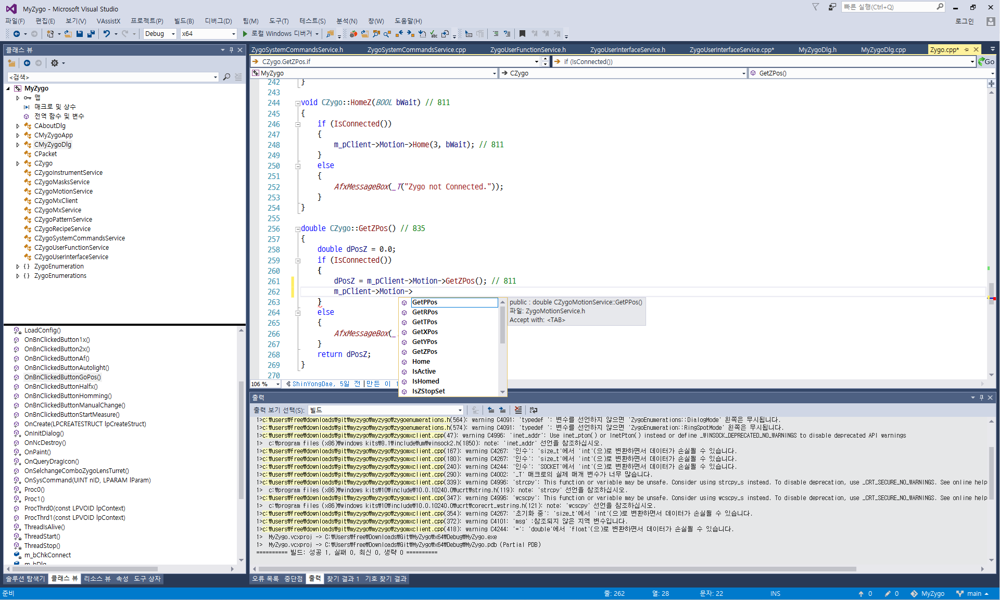 MyZygo - Microsoft Visual Studio
빠른 실행(Ctrl+Q)
파일(F) 편집(E) 보기(V) VAssistX 프로젝트(P) 빌드(B) 디버그(D) 팀(M) 도구(T) 테스트(S) 분석(N) 창(W) 도움말(H)
로그인
Debug x64 로컬 Windows 디버거
클래스 뷰
<검색>
MyZygo
맵
매크로 및 상수
전역 함수 및 변수
CAboutDlg
CMyZygoApp
CMyZygoDlg
CPacket
CZygo
CZygoInstrumentService
CZygoMasksService
CZygoMotionService
CZygoMxClient
CZygoMxService
CZygoPatternService
CZygoRecipeService
CZygoSystemCommandsService
CZygoUserFunctionService
CZygoUserInterfaceService
{ } ZygoEnumeration
{ } ZygoEnumerations
LoadConfig()
OnBnClickedButton1x()
OnBnClickedButton2x()
OnBnClickedButtonAf()
OnBnClickedButtonAutolight()
OnBnClickedButtonGoPos()
OnBnClickedButtonHalfx()
OnBnClickedButtonHomming()
OnBnClickedButtonManualChange()
OnBnClickedButtonStartMeasure()
OnCreate(LPCREATESTRUCT lpCreateStruct)
OnInitDialog()
OnNcDestroy()
OnPaint()
OnQueryDragIcon()
OnSelchangeComboZygoLensTurret()
OnSysCommand(UINT nID, LPARAM lParam)
Proc0()
Proc1()
ProcThrd0(const LPVOID lpContext)
ProcThrd1(const LPVOID lpContext)
ThreadIsAlive()
ThreadStart()
ThreadStop()
m_bChkConnect
m_bDlg
솔루션 탐색기 클래스 뷰 리소스 뷰 속성 도구 상자
ZygoSystemCommandsService.h ZygoSystemCommandsService.cpp ZygoUserFunctionService.h ZygoUserInterfaceService.h ZygoUserInterfaceService.cpp* MyZygoDlg.h MyZygoDlg.cpp Zygo.cpp*
CZygo.GetZPos.if if (IsConnected()) Go
MyZygo CZygo GetZPos()
242 }
243
244 void CZygo::HomeZ(BOOL bWait) // 811
245 {
246 if (IsConnected())
247 {
248 m_pClient->Motion->Home(3, bWait); // 811
249 }
250 else
251 {
252 AfxMessageBox(_T("Zygo not Connected."));
253 }
254 }
255
256 double CZygo::GetZPos() // 835
257 {
258 double dPosZ = 0.0;
259 if (IsConnected())
260 {
261 dPosZ = m_pClient->Motion->GetZPos(); // 811
262 m_pClient->Motion->
263 }
264 else
265 {
266 AfxMessageBox(_
267 }
268 return dPosZ;
269 }
270
GetPPos
GetRPos
GetTPos
GetXPos
GetYPos
GetZPos
Home
IsActive
IsHomed
IsZStopSet
public : double CZygoMotionService::GetPPos()
파일: ZygoMotionService.h
Accept with: <TAB>
106 % ShinYongDae, 5일 전 |만든 이 1
출력
출력 보기 선택(S): 빌드
1>c:₩users₩free₩downloads₩git₩myzygo₩myzygo₩zygoenumerations.h(564): warning C4091: 'typedef ': 변수를 선언하지 않으면 'ZygoEnumerations::DialogMode' 왼쪽은 무시됩니다.
1>c:₩users₩free₩downloads₩git₩myzygo₩myzygo₩zygoenumerations.h(574): warning C4091: 'typedef ': 변수를 선언하지 않으면 'ZygoEnumeration::RingSpotMode' 왼쪽은 무시됩니다.
1>c:₩users₩free₩downloads₩git₩myzygo₩myzygo₩zygomxclient.cpp(47): warning C4996: 'inet_addr': Use inet_pton() or InetPton() instead or define _WINSOCK_DEPRECATED_NO_WARNINGS to disable deprecated API warnings
1> c:₩program files (x86)₩windows kits₩8.1₩include₩um₩winsock2.h(1850): note: 'inet_addr' 선언을 참조하십시오.
1>c:₩users₩free₩downloads₩git₩myzygo₩myzygo₩zygomxclient.cpp(167): warning C4267: '인수': 'size_t'에서 'int'(으)로 변환하면서 데이터가 손실될 수 있습니다.
1>c:₩users₩free₩downloads₩git₩myzygo₩myzygo₩zygomxclient.cpp(180): warning C4267: '인수': 'size_t'에서 'int'(으)로 변환하면서 데이터가 손실될 수 있습니다.
1>c:₩users₩free₩downloads₩git₩myzygo₩myzygo₩zygomxclient.cpp(240): warning C4244: '인수': 'SOCKET'에서 'int'(으)로 변환하면서 데이터가 손실될 수 있습니다.
1>c:₩users₩free₩downloads₩git₩myzygo₩myzygo₩zygomxclient.cpp(290): warning C4002: '_T' 매크로의 실제 매개 변수가 너무 많습니다.
1>c:₩users₩free₩downloads₩git₩myzygo₩myzygo₩zygomxclient.cpp(339): warning C4996: 'strcpy': This function or variable may be unsafe. Consider using strcpy_s instead. To disable deprecation, use _CRT_SECURE_NO_WARNINGS. See online help
1> c:₩program files (x86)₩windows kits₩10₩include₩10.0.10240.0₩ucrt₩string.h(119): note: 'strcpy' 선언을 참조하십시오.
1>c:₩users₩free₩downloads₩git₩myzygo₩myzygo₩zygomxclient.cpp(347): warning C4996: 'wcscpy': This function or variable may be unsafe. Consider using wcscpy_s instead. To disable deprecation, use _CRT_SECURE_NO_WARNINGS. See online help
1> c:₩program files (x86)₩windows kits₩10₩include₩10.0.10240.0₩ucrt₩corecrt_wstring.h(121): note: 'wcscpy' 선언을 참조하십시오.
1>c:₩users₩free₩downloads₩git₩myzygo₩myzygo₩zygomxclient.cpp(354): warning C4267: '초기화 중': 'size_t'에서 'int'(으)로 변환하면서 데이터가 손실될 수 있습니다.
1>c:₩users₩free₩downloads₩git₩myzygo₩myzygo₩zygomxclient.cpp(372): warning C4101: 'msg' :참조되지 않은 지역 변수입니다.
1>c:₩users₩free₩downloads₩git₩myzygo₩myzygo₩zygomxclient.cpp(418): warning C4244: '=': 'double'에서 'float'(으)로 변환하면서 데이터가 손실될 수 있습니다.
1> MyZygo.vcxproj -> C:₩Users₩free₩Downloads₩Git₩MyZygo₩x64₩Debug₩MyZygo.exe
1> MyZygo.vcxproj -> C:₩Users₩free₩Downloads₩Git₩MyZygo₩x64₩Debug₩MyZygo.pdb (Partial PDB)
========== 빌드: 성공 1, 실패 0, 최신 0, 생략 0 ==========
오류 목록 중단점 출력 찾기 결과 1 기호 찾기 결과
준비 줄: 262 열: 28 문자: 22 INS 0 0 MyZygo main